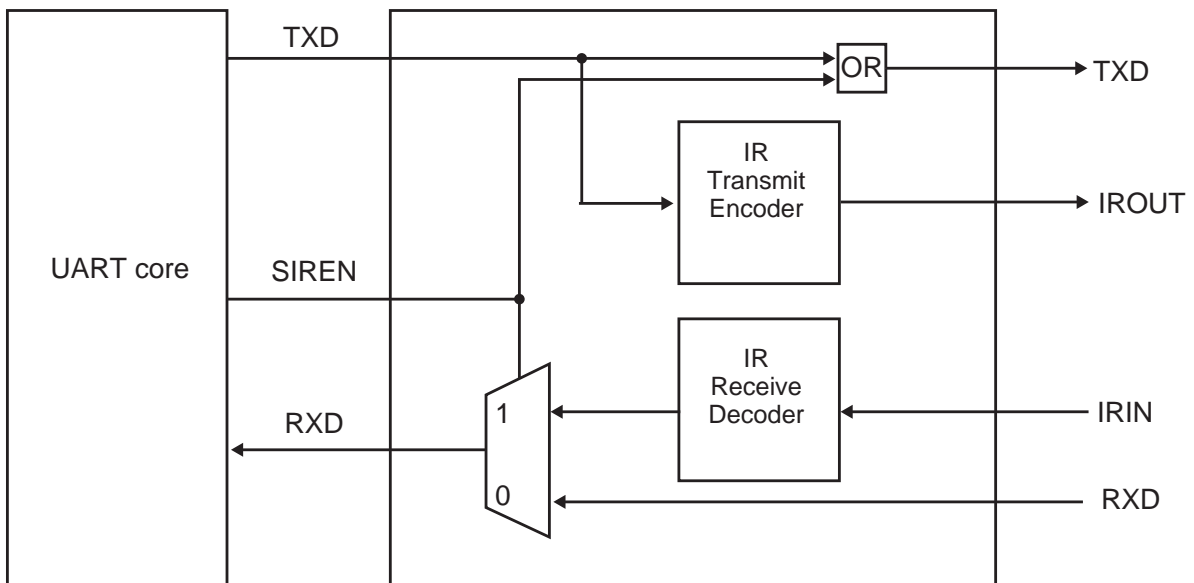 TXD
OR
TXD
IR
Transmit
Encoder
IROUT
UART core
SIREN
IR
Receive
Decoder
1
IRIN
RXD
0
RXD